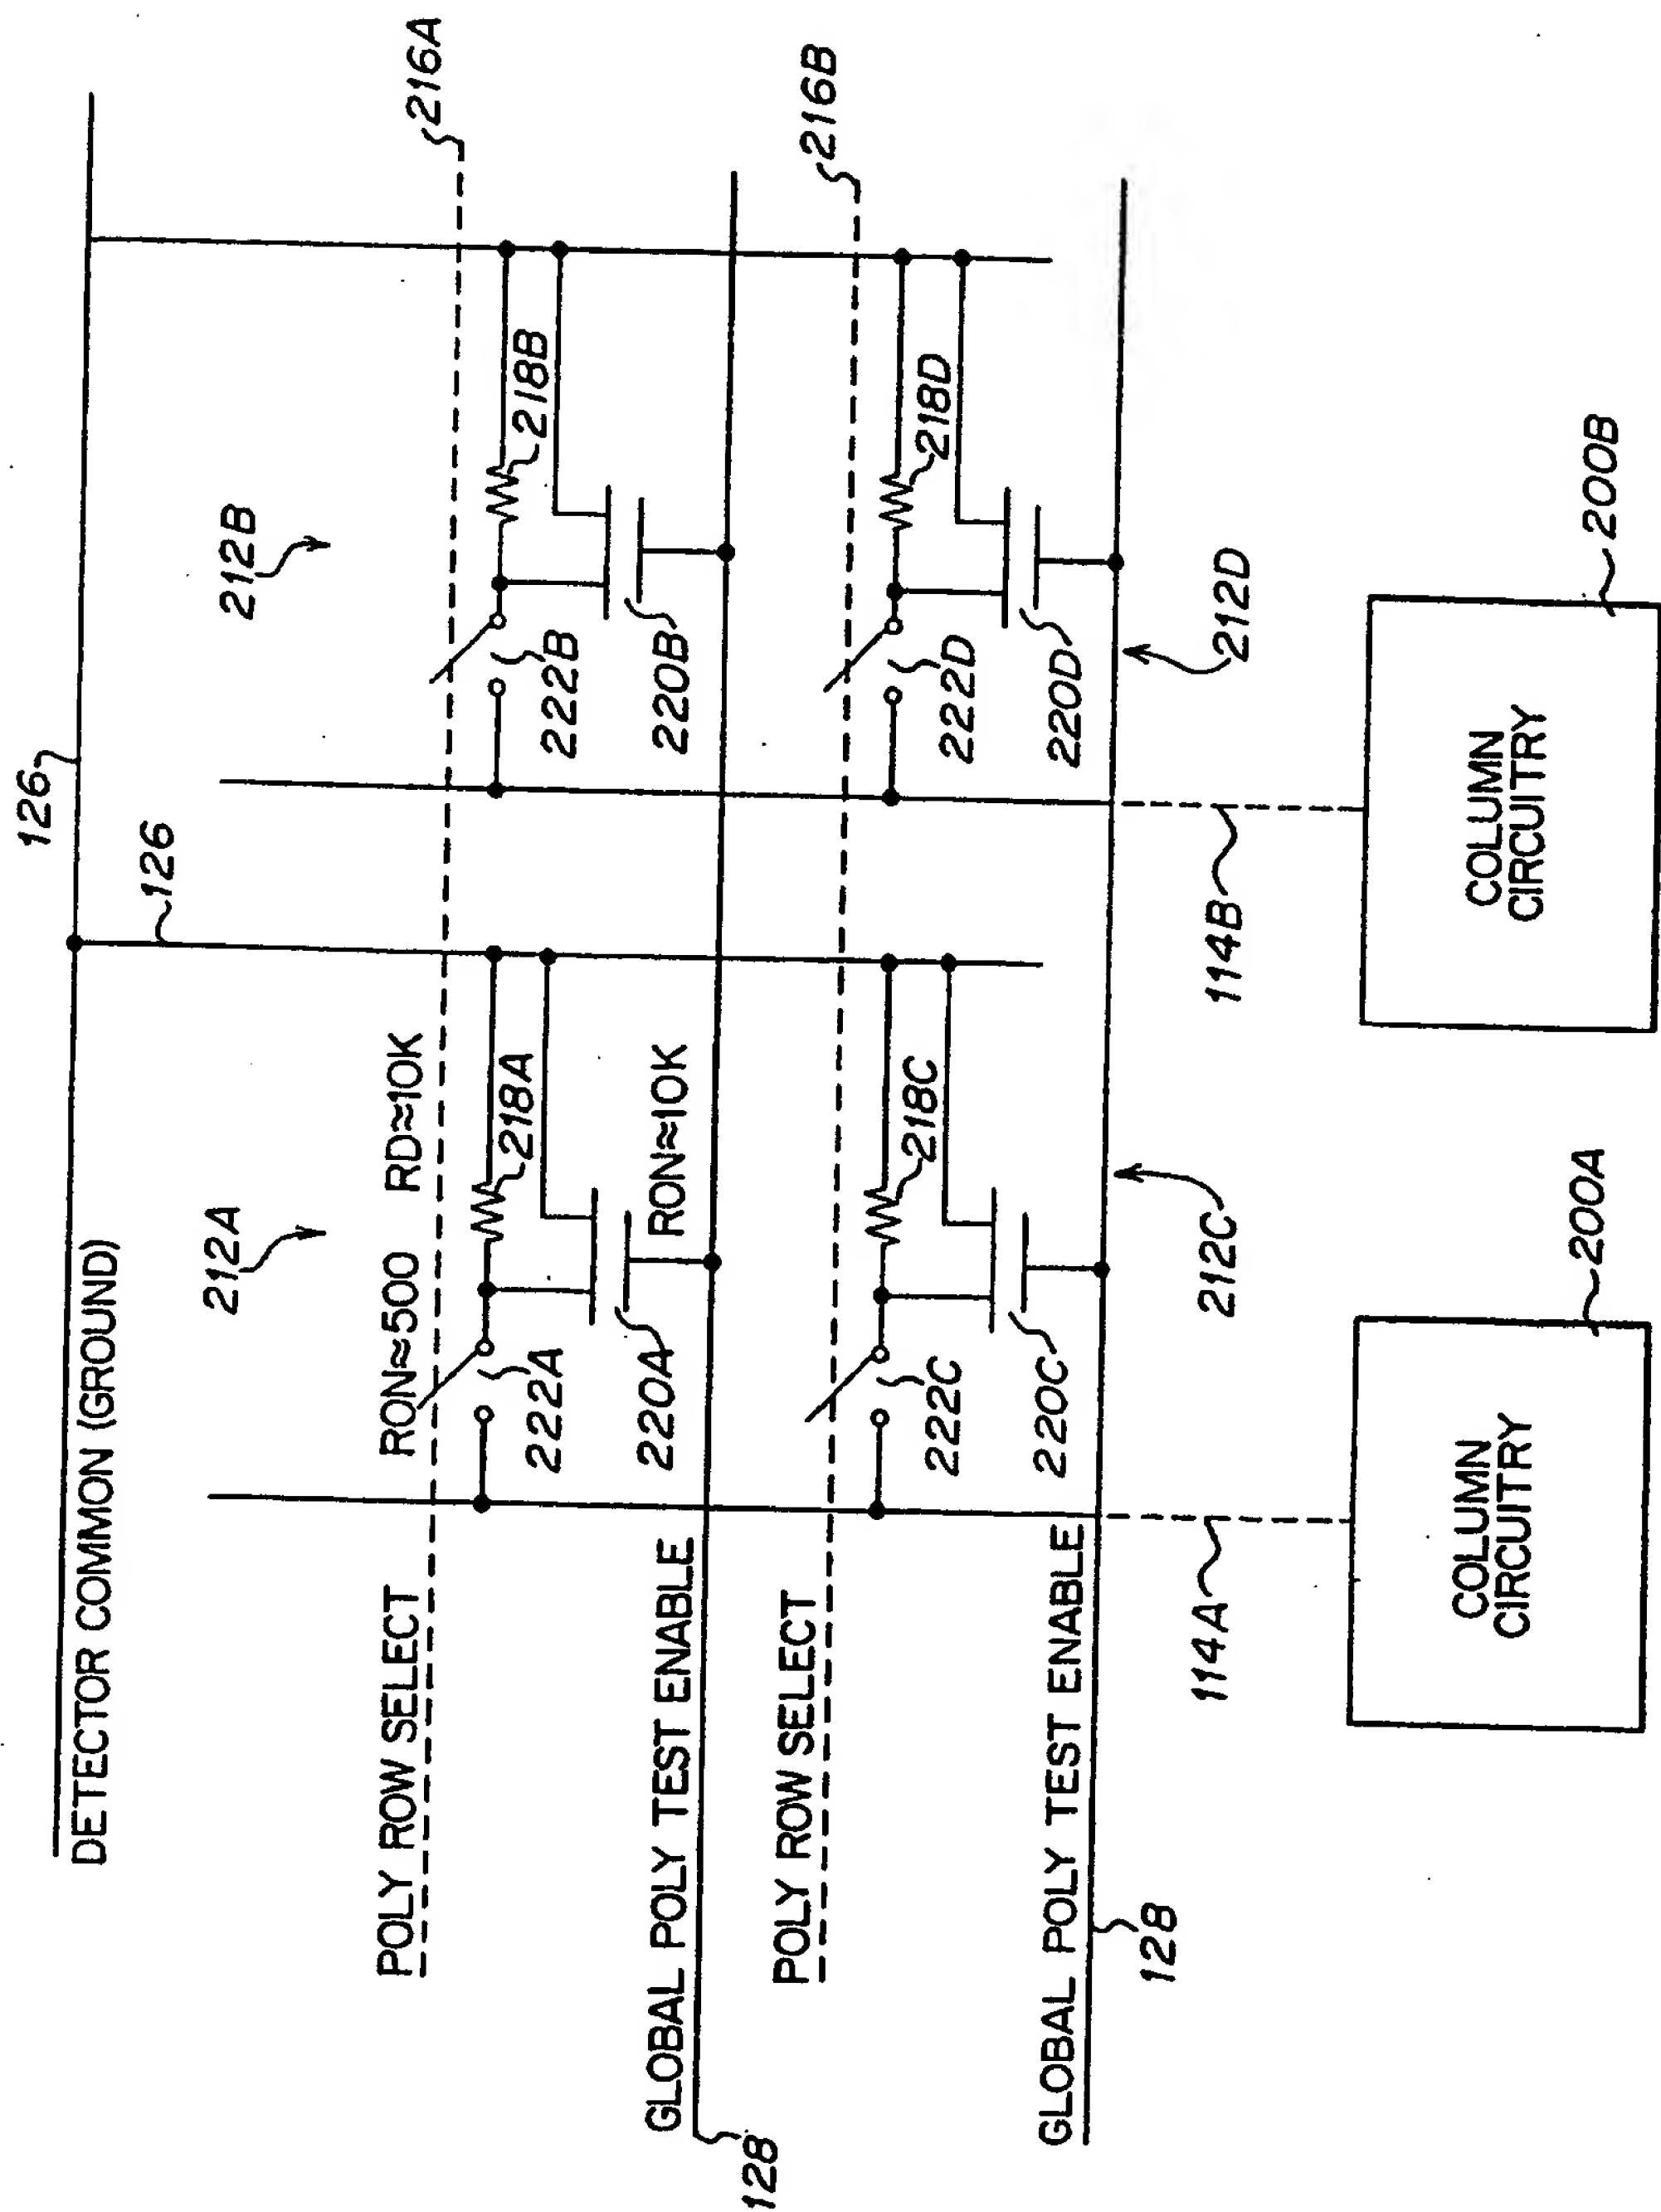 DETECTOR COMMON (GROUND)
126
126
212A
212B
POLY ROW SELECT
RON≈500 RD≈10K
216A
222A
218A
222B
218B
220A
RON≈10K
220B
GLOBAL POLY TEST ENABLE
128
POLY ROW SELECT
216B
222C
218C
222D
218D
220C
220D
GLOBAL POLY TEST ENABLE
128
114A
212C
114B
212D
COLUMN
CIRCUITRY
200A
COLUMN
CIRCUITRY
200B